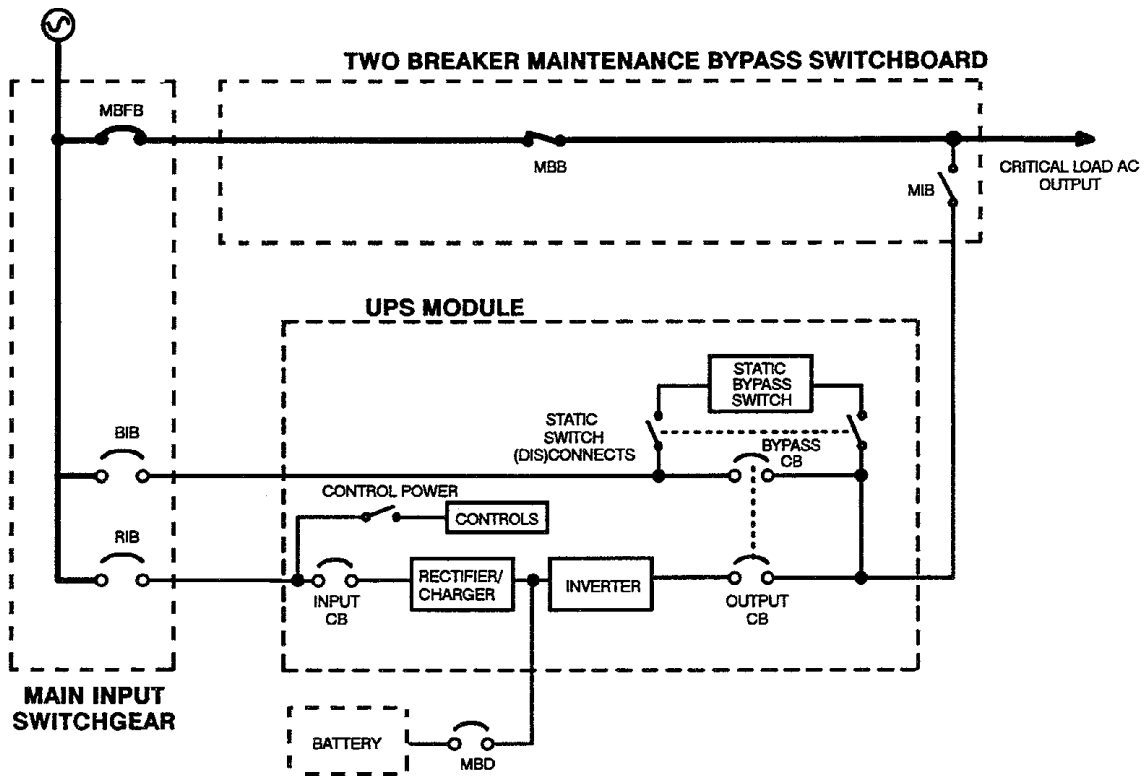 TWO BREAKER MAINTENANCE BYPASS SWITCHBOARD
MBFB
MBB
MIB
CRITICAL LOAD AC
OUTPUT
UPS MODULE
STATIC
BYPASS
SWITCH
STATIC
SWITCH
(DIS)CONNECTS
BYPASS
CB
BIB
CONTROL POWER
CONTROLS
RIB
INPUT
CB
RECTIFIER/
CHARGER
INVERTER
OUTPUT
CB
MAIN INPUT
SWITCHGEAR
BATTERY
MBD